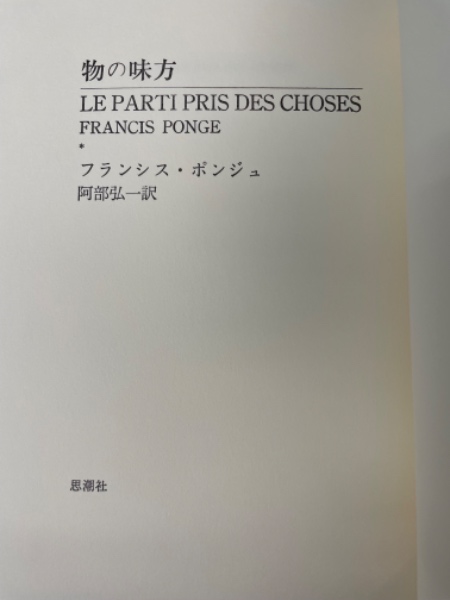 物の味方
LE PARTI PRIS DES CHOSES
FRANCIS PONGE
*
フランシス・ポンジュ
阿部弘一訳
思潮社